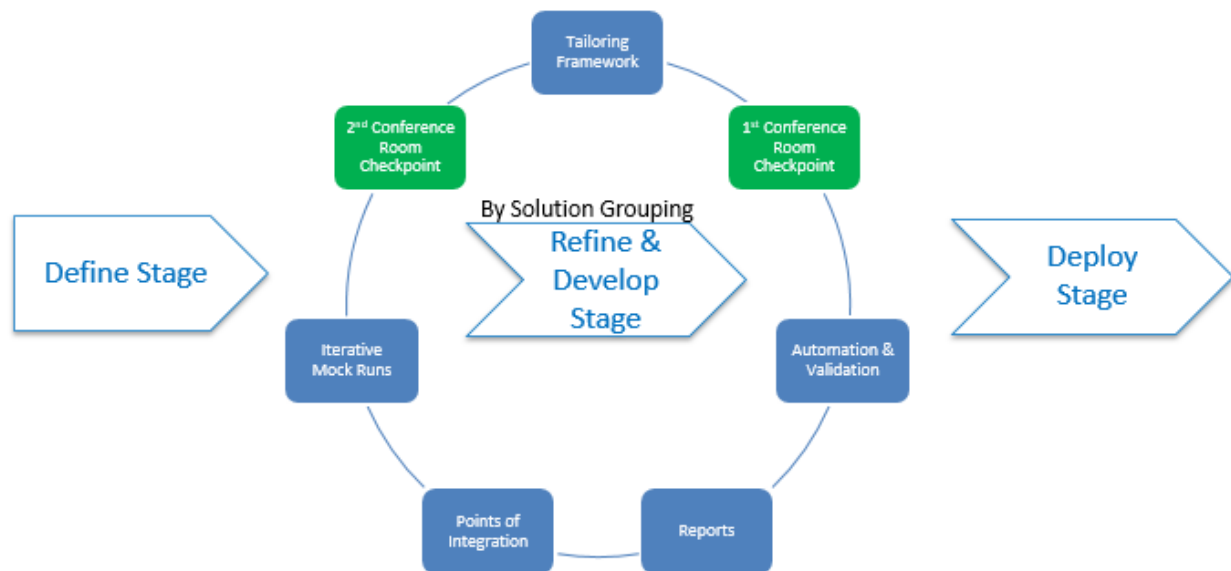 Tailoring
Framework
2nd Conference
Room
Checkpoint
1st Conference
Room
Checkpoint
By Solution Grouping
Define Stage
Refine &
Develop
Stage
Deploy
Stage
Iterative
Mock Runs
Automation &
Validation
Points of
Integration
Reports